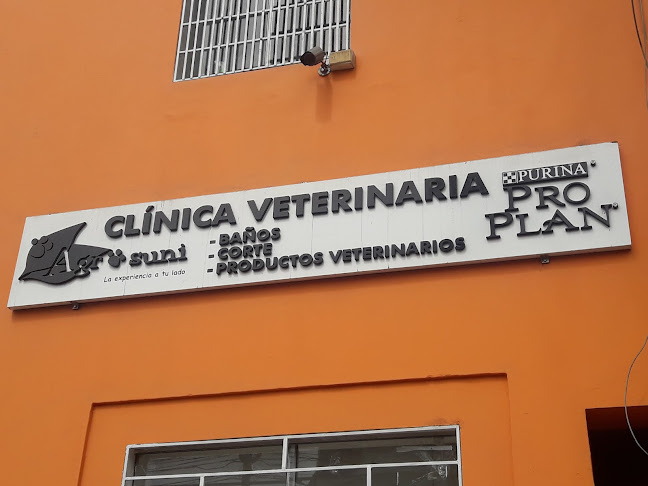 CLÍNICA VETERINARIA
Agrosuni
La experiencia a tu lado
- BAÑOS
- CORTE
- PRODUCTOS VETERINARIOS
PURINA®
PRO
PLAN®